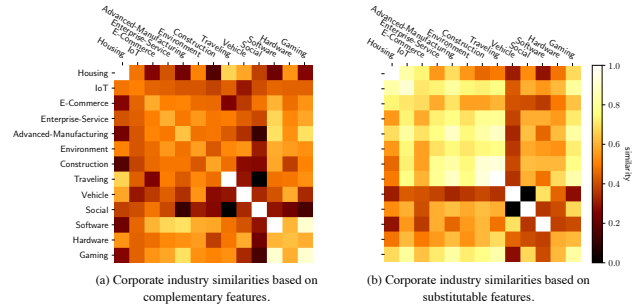 Housing
IoT
E-Commerce
Enterprise-Service
Advanced-Manufacturing
Environment
Construction
Traveling
Vehicle
Social
Software
Hardware
Gaming
Housing
IoT
E-Commerce
Enterprise-Service
Advanced-Manufacturing
Environment
Construction
Traveling
Vehicle
Social
Software
Hardware
Gaming
Housing
IoT
E-Commerce
Enterprise-Service
Advanced-Manufacturing
Environment
Construction
Traveling
Vehicle
Social
Software
Hardware
Gaming
1.0
0.8
0.6
0.4
0.2
0.0
similarity
(a) Corporate industry similarities based on
complementary features.
(b) Corporate industry similarities based on
substitutable features.